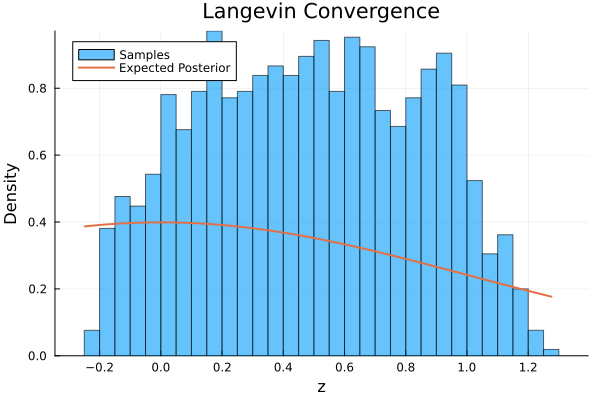 Langevin Convergence
Samples
Expected Posterior
Density
0.8
0.6
0.4
0.2
0.0
−0.2 0.0 0.2 0.4 0.6 0.8 1.0 1.2
z